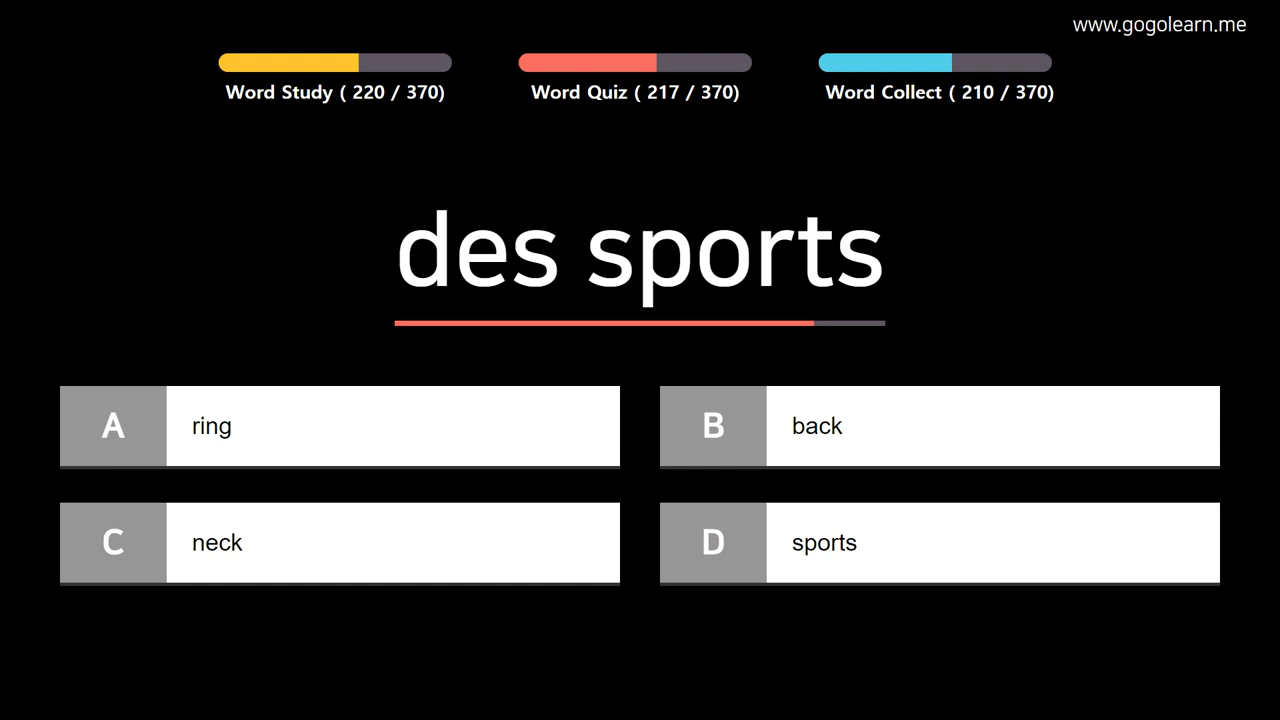 www.gogolearn.me
Word Study ( 220 / 370)
Word Quiz ( 217 / 370)
Word Collect ( 210 / 370)
des sports
A ring
B back
C neck
D sports